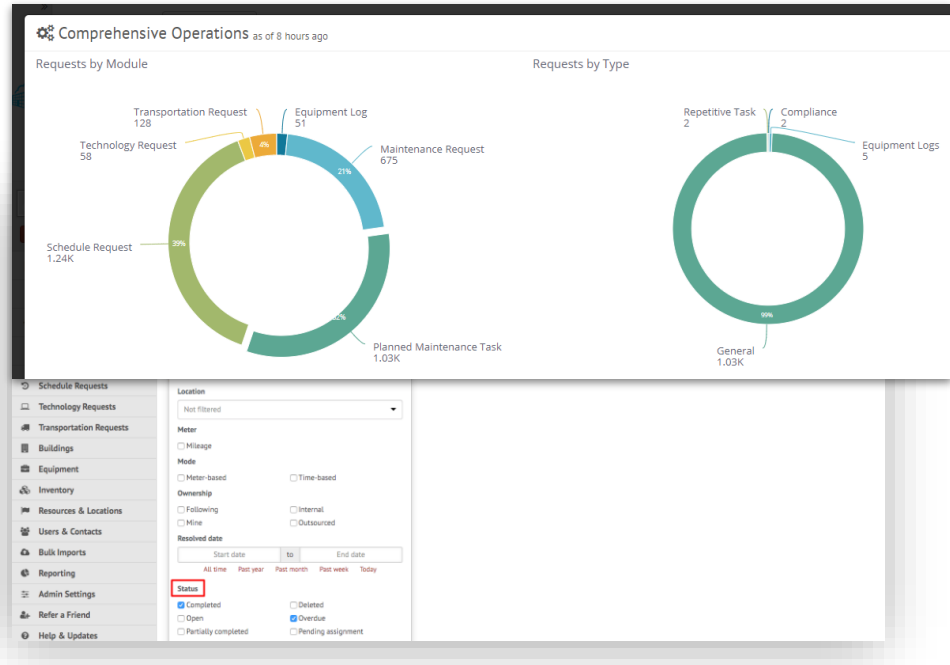 Comprehensive Operations as of 8 hours ago
Requests by Module
Requests by Type
Transportation Request
128
Equipment Log
51
Technology Request
58
Maintenance Request
675
4%
21%
Schedule Request
1.24K
39%
Planned Maintenance Task
1.03K
Repetitive Task
2
Compliance
2
Equipment Logs
5
99%
General
1.03K
Schedule Requests
Technology Requests
Transportation Requests
Buildings
Equipment
Inventory
Resources & Locations
Users & Contacts
Bulk Imports
Reporting
Admin Settings
Refer a Friend
Help & Updates
Location
Not filtered
Meter
Mileage
Mode
Meter-based Time-based
Ownership
Following Internal
Mine Outsourced
Resolved date
Start date to End date
All time Past year Past month Past week Today
Status
Completed Deleted
Open Overdue
Partially completed Pending assignment